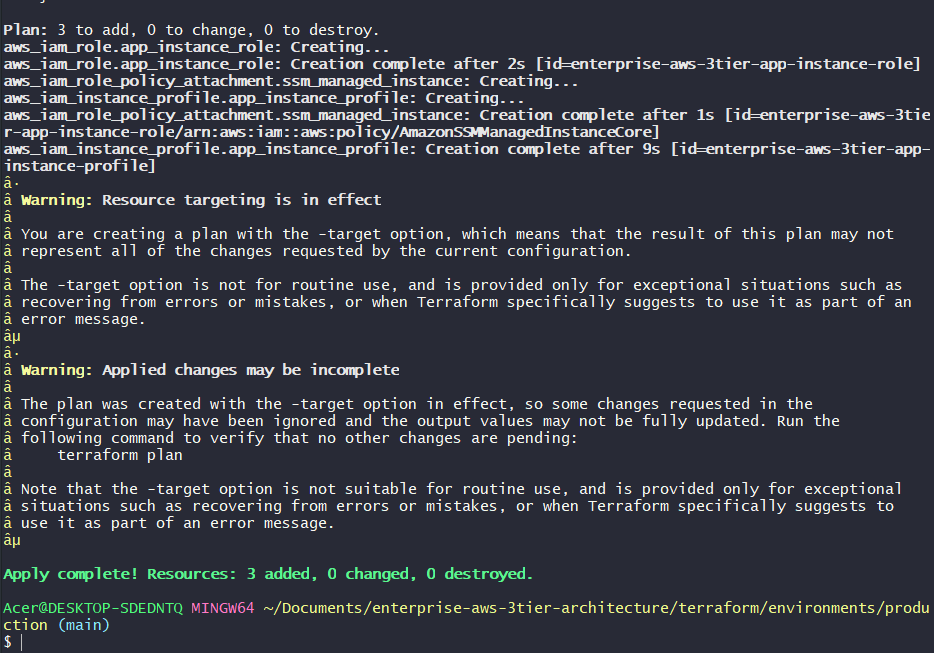 Plan: 3 to add, 0 to change, 0 to destroy.
aws_iam_role.app_instance_role: Creating...
aws_iam_role.app_instance_role: Creation complete after 2s [id=enterprise-aws-3tier-app-instance-role]
aws_iam_role_policy_attachment.ssm_managed_instance: Creating...
aws_iam_instance_profile.app_instance_profile: Creating...
aws_iam_role_policy_attachment.ssm_managed_instance: Creation complete after 1s [id=enterprise-aws-3tie
r-app-instance-role/arn:aws:iam::aws:policy/AmazonSSMManagedInstanceCore]
aws_iam_instance_profile.app_instance_profile: Creation complete after 9s [id=enterprise-aws-3tier-app-
instance-profile]
â·
â Warning: Resource targeting is in effect
â
â You are creating a plan with the -target option, which means that the result of this plan may not
â represent all of the changes requested by the current configuration.
â
â The -target option is not for routine use, and is provided only for exceptional situations such as
â recovering from errors or mistakes, or when Terraform specifically suggests to use it as part of an
â error message.
âµ
â·
â Warning: Applied changes may be incomplete
â
â The plan was created with the -target option in effect, so some changes requested in the
â configuration may have been ignored and the output values may not be fully updated. Run the
â following command to verify that no other changes are pending:
â     terraform plan
â
â Note that the -target option is not suitable for routine use, and is provided only for exceptional
â situations such as recovering from errors or mistakes, or when Terraform specifically suggests to
â use it as part of an error message.
âµ
Apply complete! Resources: 3 added, 0 changed, 0 destroyed.
Acer@DESKTOP-SDEDNTQ MINGW64 ~/Documents/enterprise-aws-3tier-architecture/terraform/environments/produ
ction (main)
$